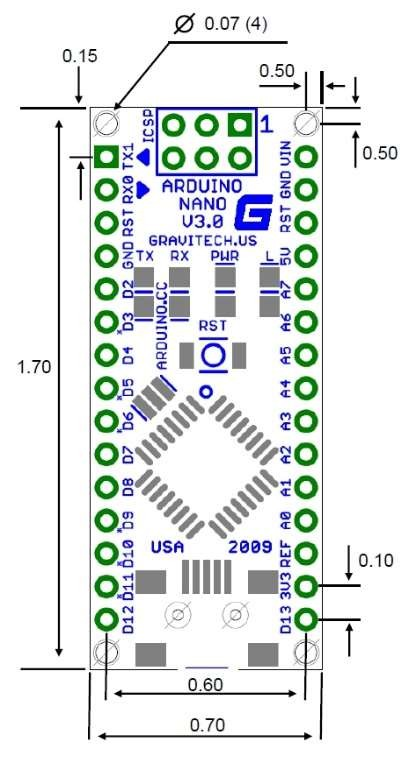 Ø 0.07 (4)
0.15
0.50
0.50
ICSP
1
TX1
RX0
RST
GND
D2
*D3
D4
*D5
*D6
D7
D8
*D9
*D10
*D11
D12
VIN
GND
RST
5V
A7
A6
A5
A4
A3
A2
A1
A0
REF
3V3
D13
ARDUINO
NANO
V3.0
G
GRAVITECH.US
TX RX PWR L
ARDUINO.CC
RST
1.70
USA 2009
0.10
0.60
0.70